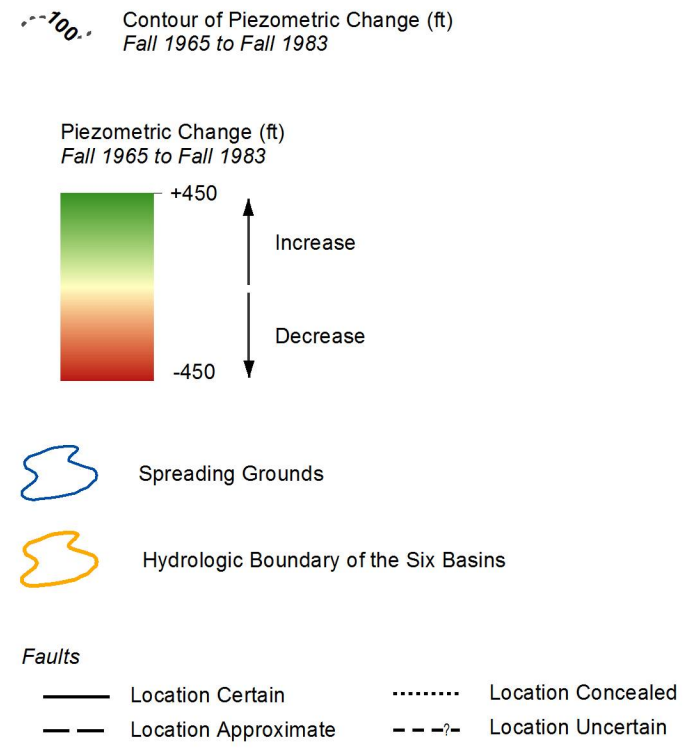 100
Contour of Piezometric Change (ft)
Fall 1965 to Fall 1983
Piezometric Change (ft)
Fall 1965 to Fall 1983
+450
Increase
Decrease
-450
Spreading Grounds
Hydrologic Boundary of the Six Basins
Faults
Location Certain
Location Concealed
Location Approximate
?
Location Uncertain